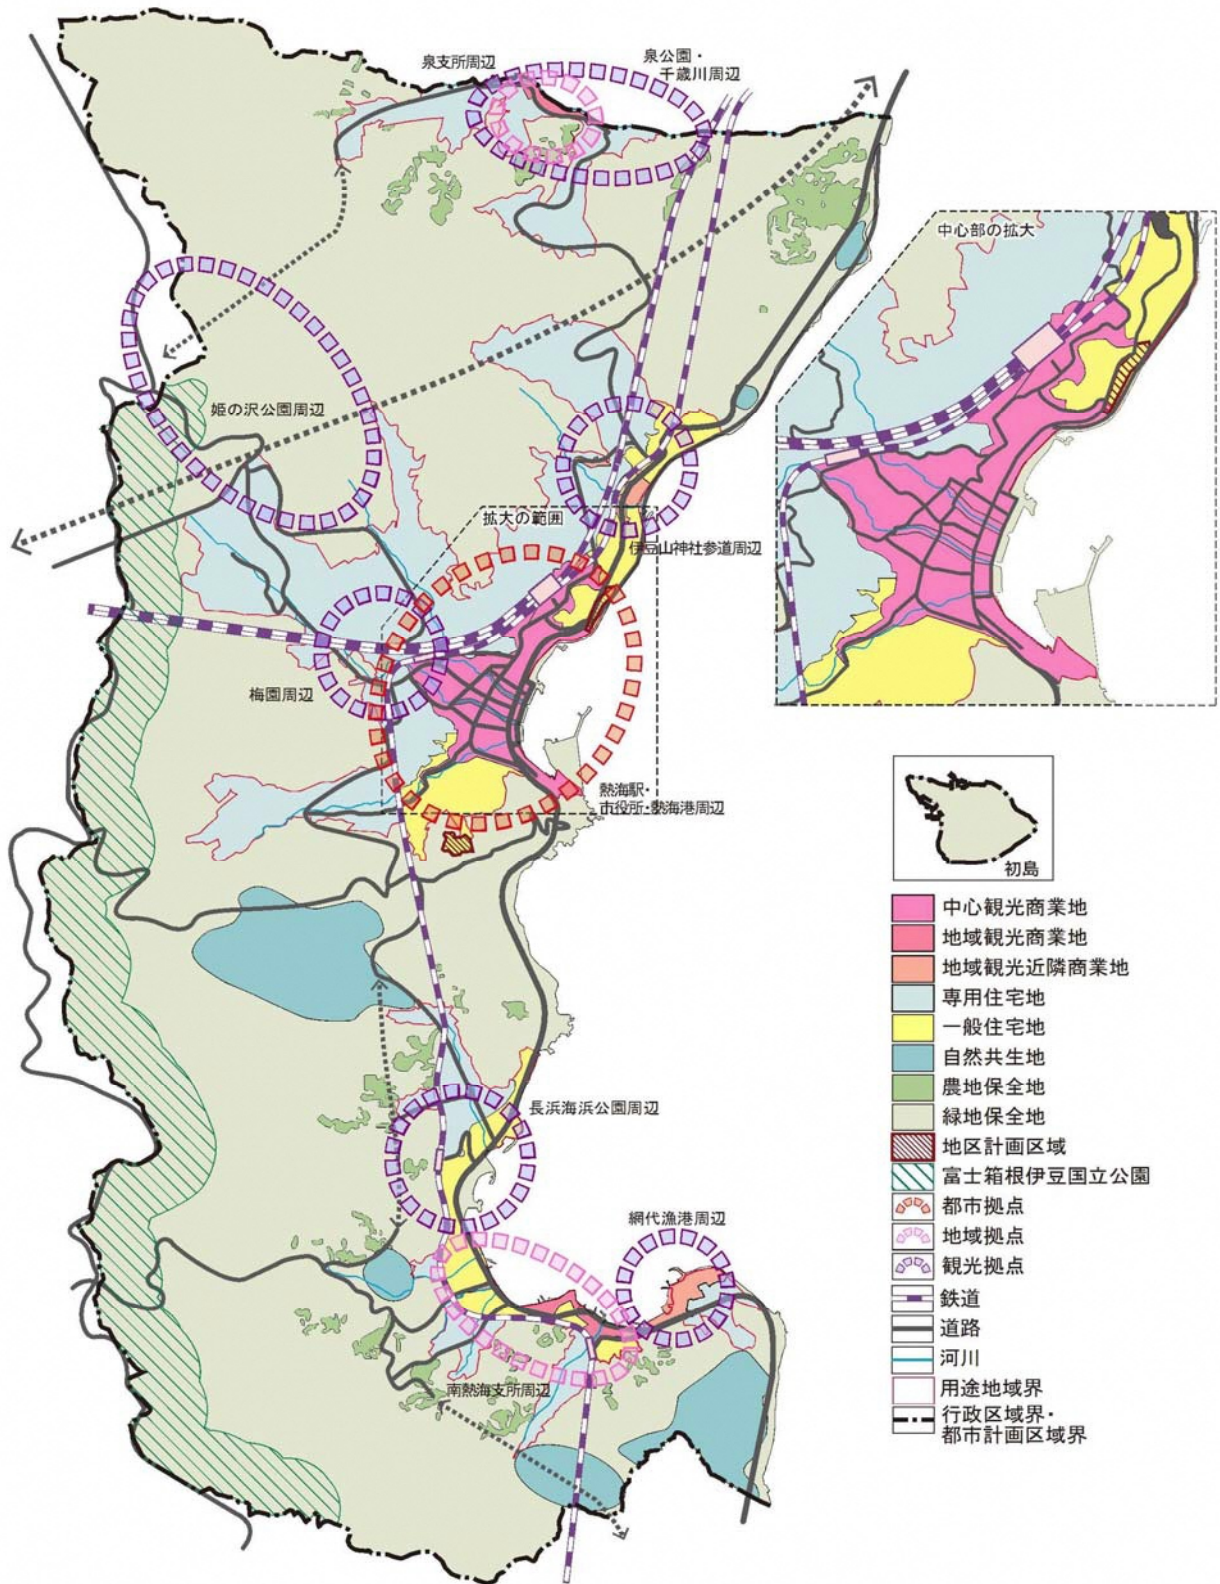 泉支所周辺
泉公園・
千歳川周辺
中心部の拡大
姫の沢公園周辺
拡大の範囲
伊豆山神社参道周辺
梅園周辺
熱海駅・
市役所・熱海港周辺
初島
長浜海浜公園周辺
網代漁港周辺
南熱海支所周辺
中心観光商業地
地域観光商業地
地域観光近隣商業地
専用住宅地
一般住宅地
自然共生地
農地保全地
緑地保全地
地区計画区域
富士箱根伊豆国立公園
都市拠点
地域拠点
観光拠点
鉄道
道路
河川
用途地域界
行政区域界・
都市計画区域界